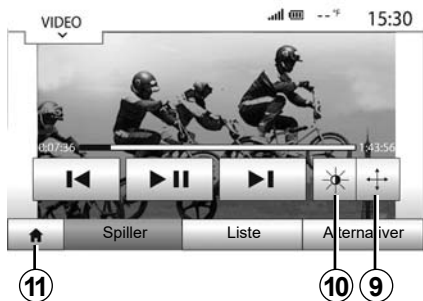 VIDEO
--°F 15:30
0:07:36 1:43:56
Spiller Liste Alternativer
11 10 9